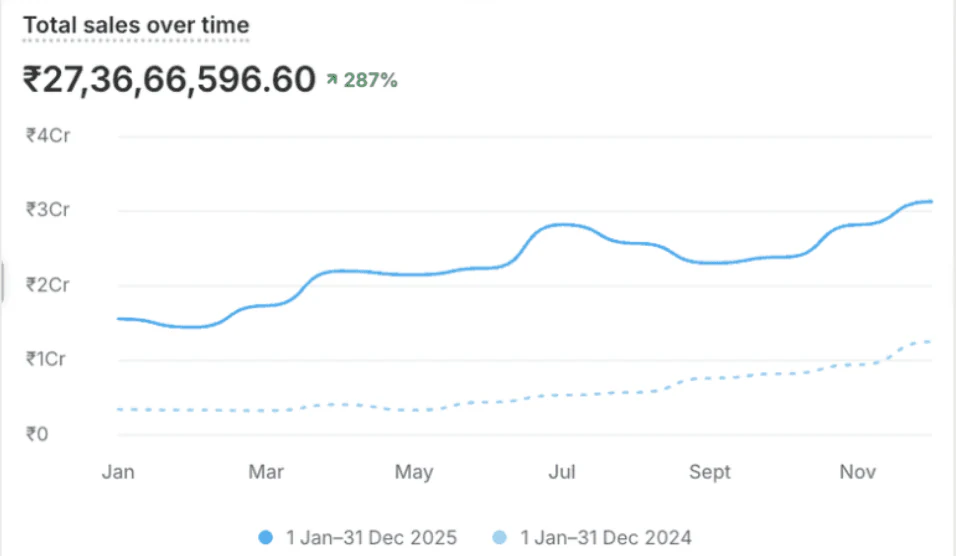 Total sales over time
₹27,36,66,596.60 ↗ 287%
₹4Cr
₹3Cr
₹2Cr
₹1Cr
₹0
Jan Mar May Jul Sept Nov
1 Jan–31 Dec 2025 1 Jan–31 Dec 2024